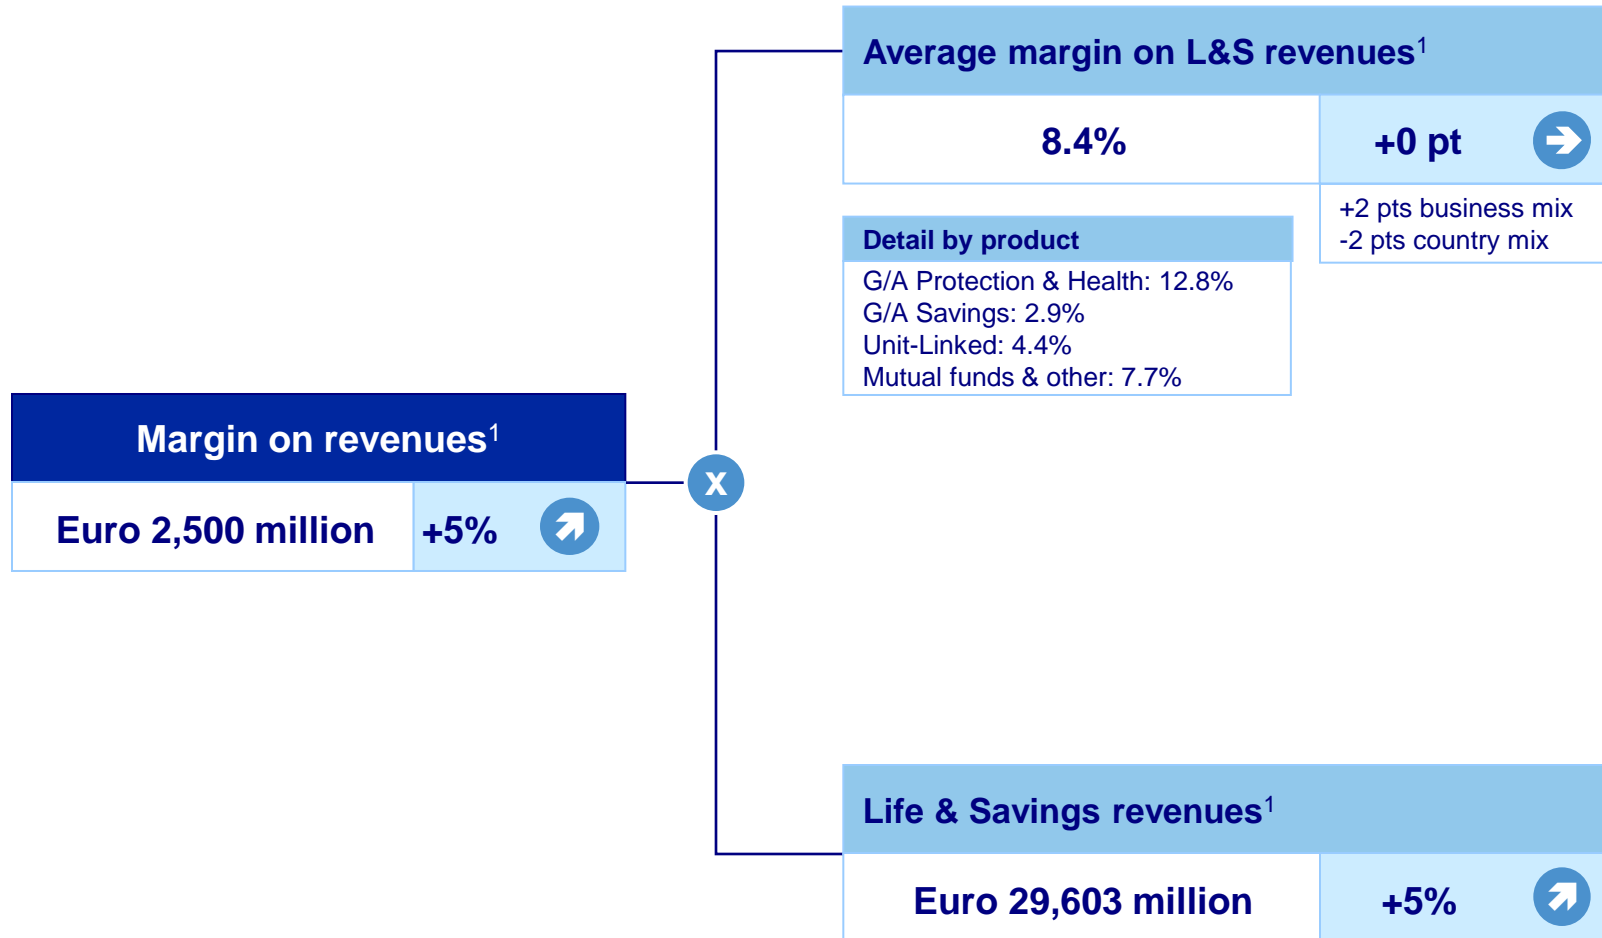 Average margin on L&S revenues¹
8.4%
+0 pt
+2 pts business mix
-2 pts country mix
Detail by product
G/A Protection & Health: 12.8%
G/A Savings: 2.9%
Unit-Linked: 4.4%
Mutual funds & other: 7.7%
Margin on revenues¹
Euro 2,500 million
+5%
x
Life & Savings revenues¹
Euro 29,603 million
+5%